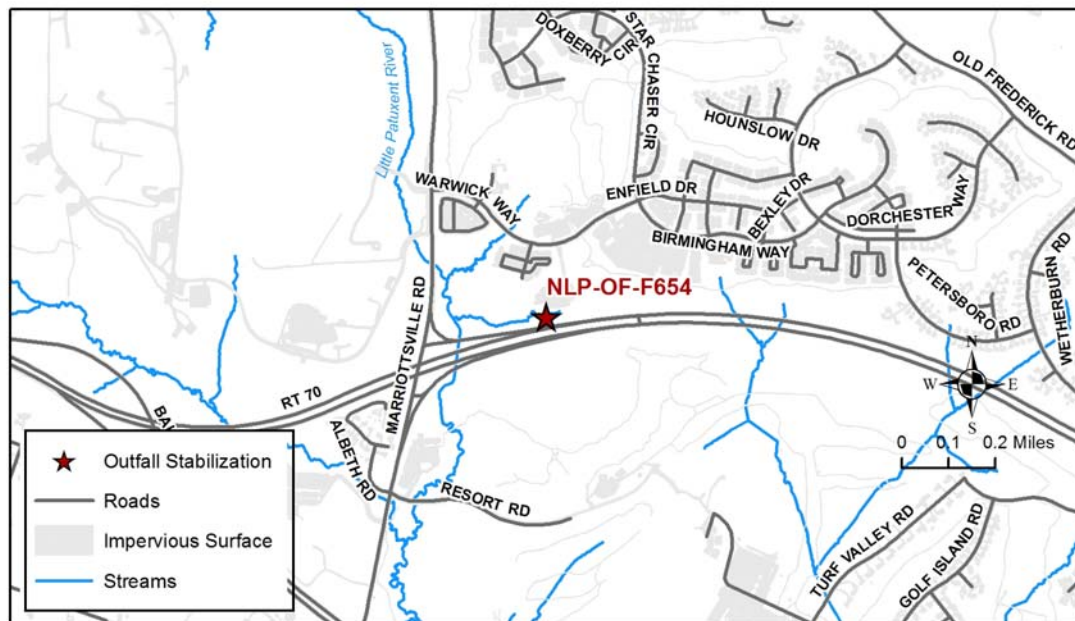 DOXBERRY CIR
STAR CHASER CIR
OLD FREDERICK RD
Little Patuxent River
HOUNSLOW DR
WARWICK WAY
ENFIELD DR
BEXLEY DR
DORCHESTER WAY
BIRMINGHAM WAY
PETERSBORO RD
WETHERBURN RD
NLP-OF-F654
MARRIOTTSVILLE RD
RT 70
N
W E
S
0 0.1 0.2 Miles
ALBETH RD
RESORT RD
TURF VALLEY RD
GOLF ISLAND RD
Outfall Stabilization
Roads
Impervious Surface
Streams